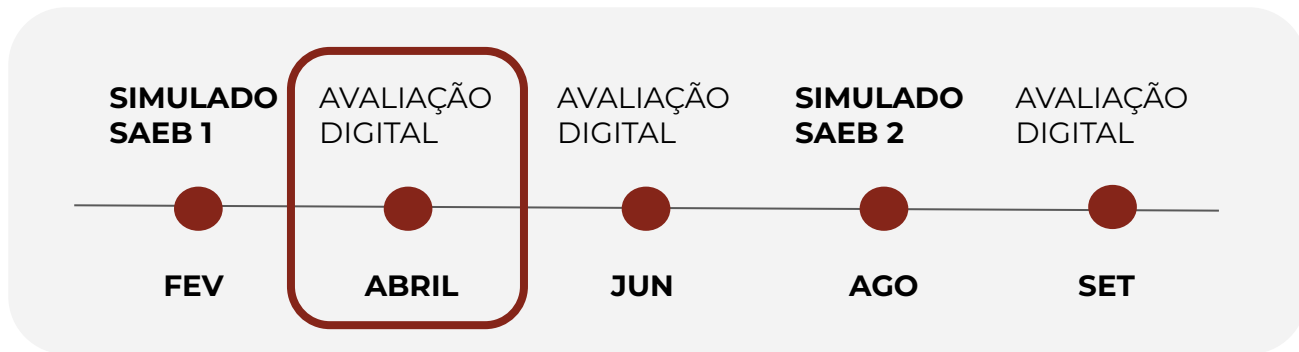 SIMULADO
SAEB 1
AVALIAÇÃO
DIGITAL
AVALIAÇÃO
DIGITAL
SIMULADO
SAEB 2
AVALIAÇÃO
DIGITAL
FEV
ABRIL
JUN
AGO
SET